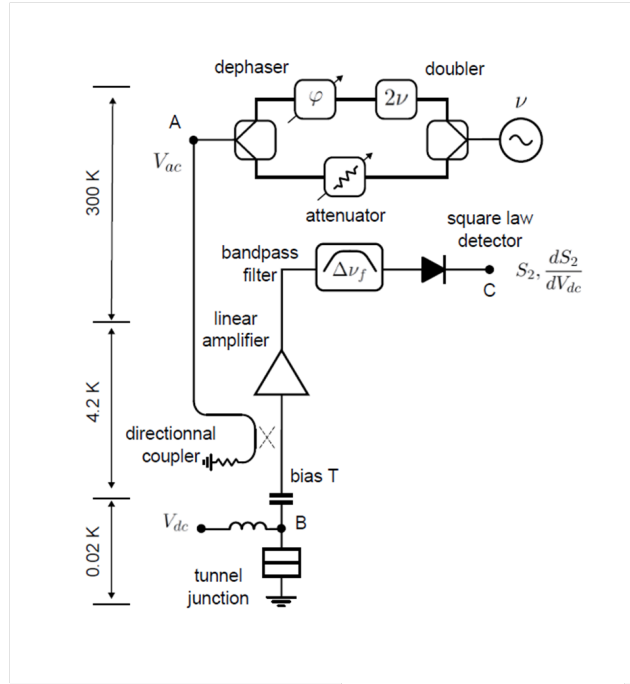 dephaser
doubler
φ
2ν
ν
A
V_ac
attenuator
300 K
square law
detector
bandpass
filter
Δν_f
S_2, dS_2/dV_dc
C
linear
amplifier
4.2 K
directionnal
coupler
bias T
V_dc
B
0.02 K
tunnel
junction